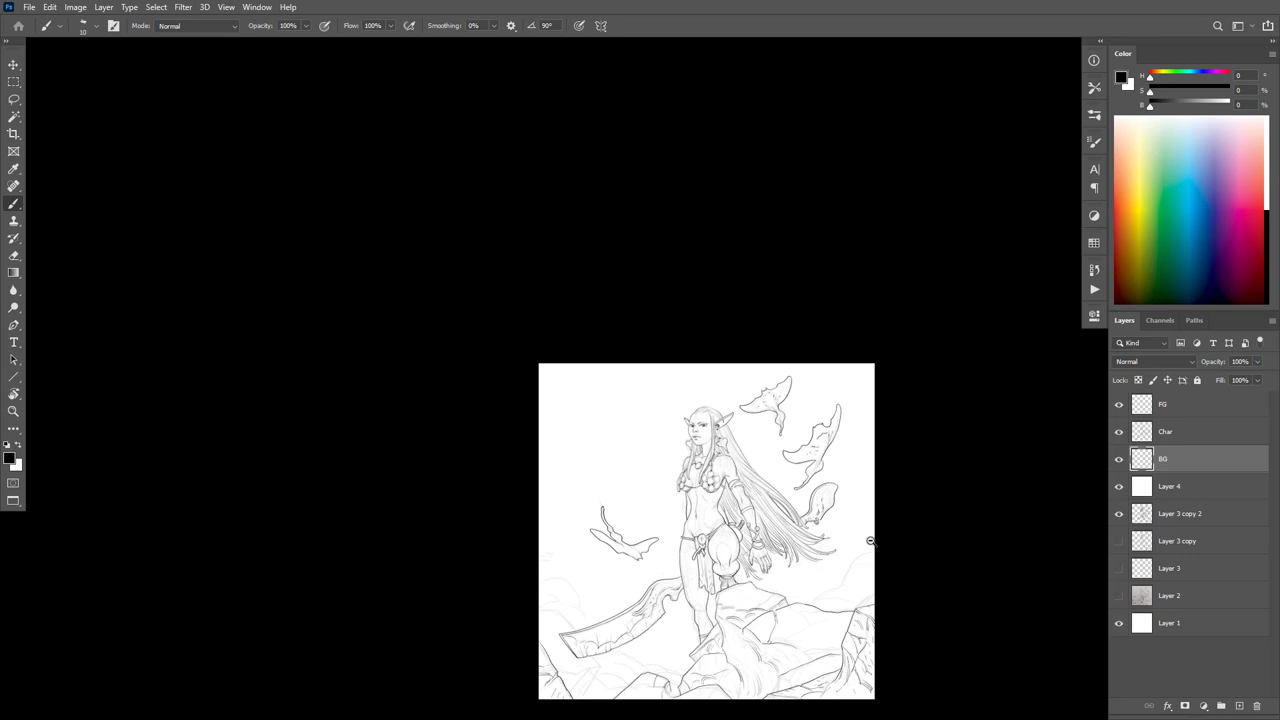 Ps File Edit Image Layer Type Select Filter 3D View Window Help
10 Mode: Normal Opacity: 100% Flow: 100% Smoothing: 0% 90°
Color
H 0 °
S 0 %
B 0 %
Layers Channels Paths
Kind
Normal Opacity: 100%
Lock: Fill: 100%
FG
Char
BG
Layer 4
Layer 3 copy 2
Layer 3 copy
Layer 3
Layer 2
Layer 1